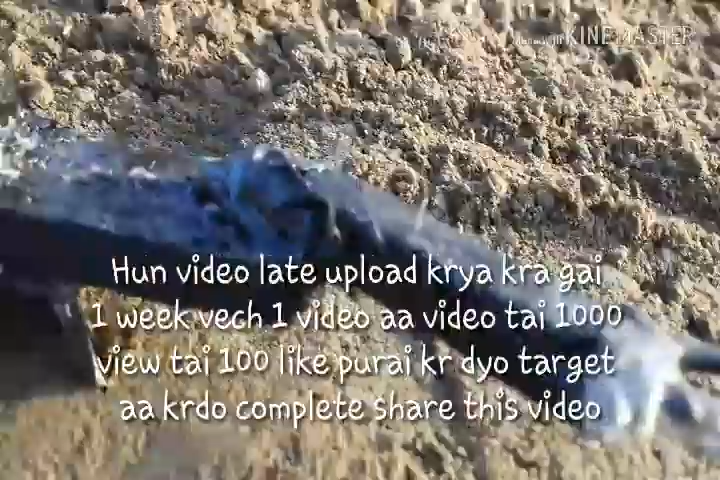 KINEMASTER
Hun video late upload krya kra gai
1 week vech 1 video aa video tai 1000
view tai 100 like purai kr dyo target
aa krdo complete share this video